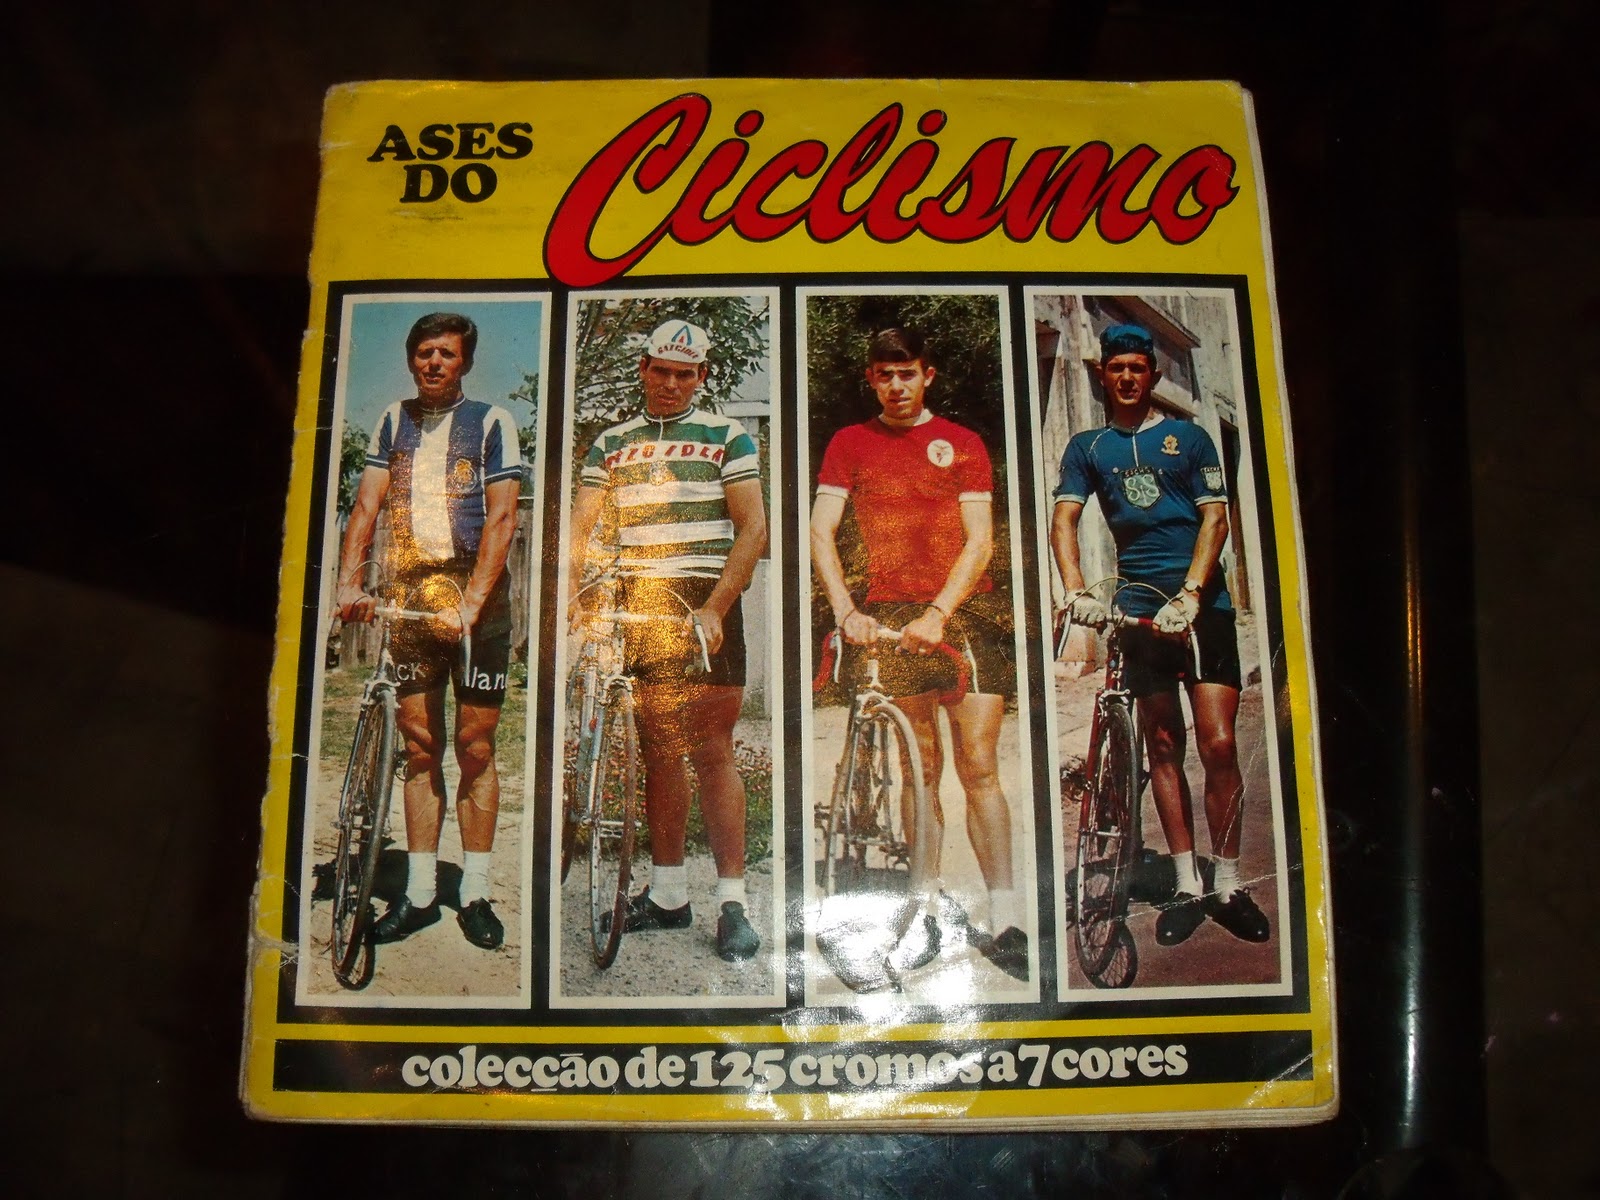 ASES
DO
Ciclismo
colecção de 125 cromos a 7 cores